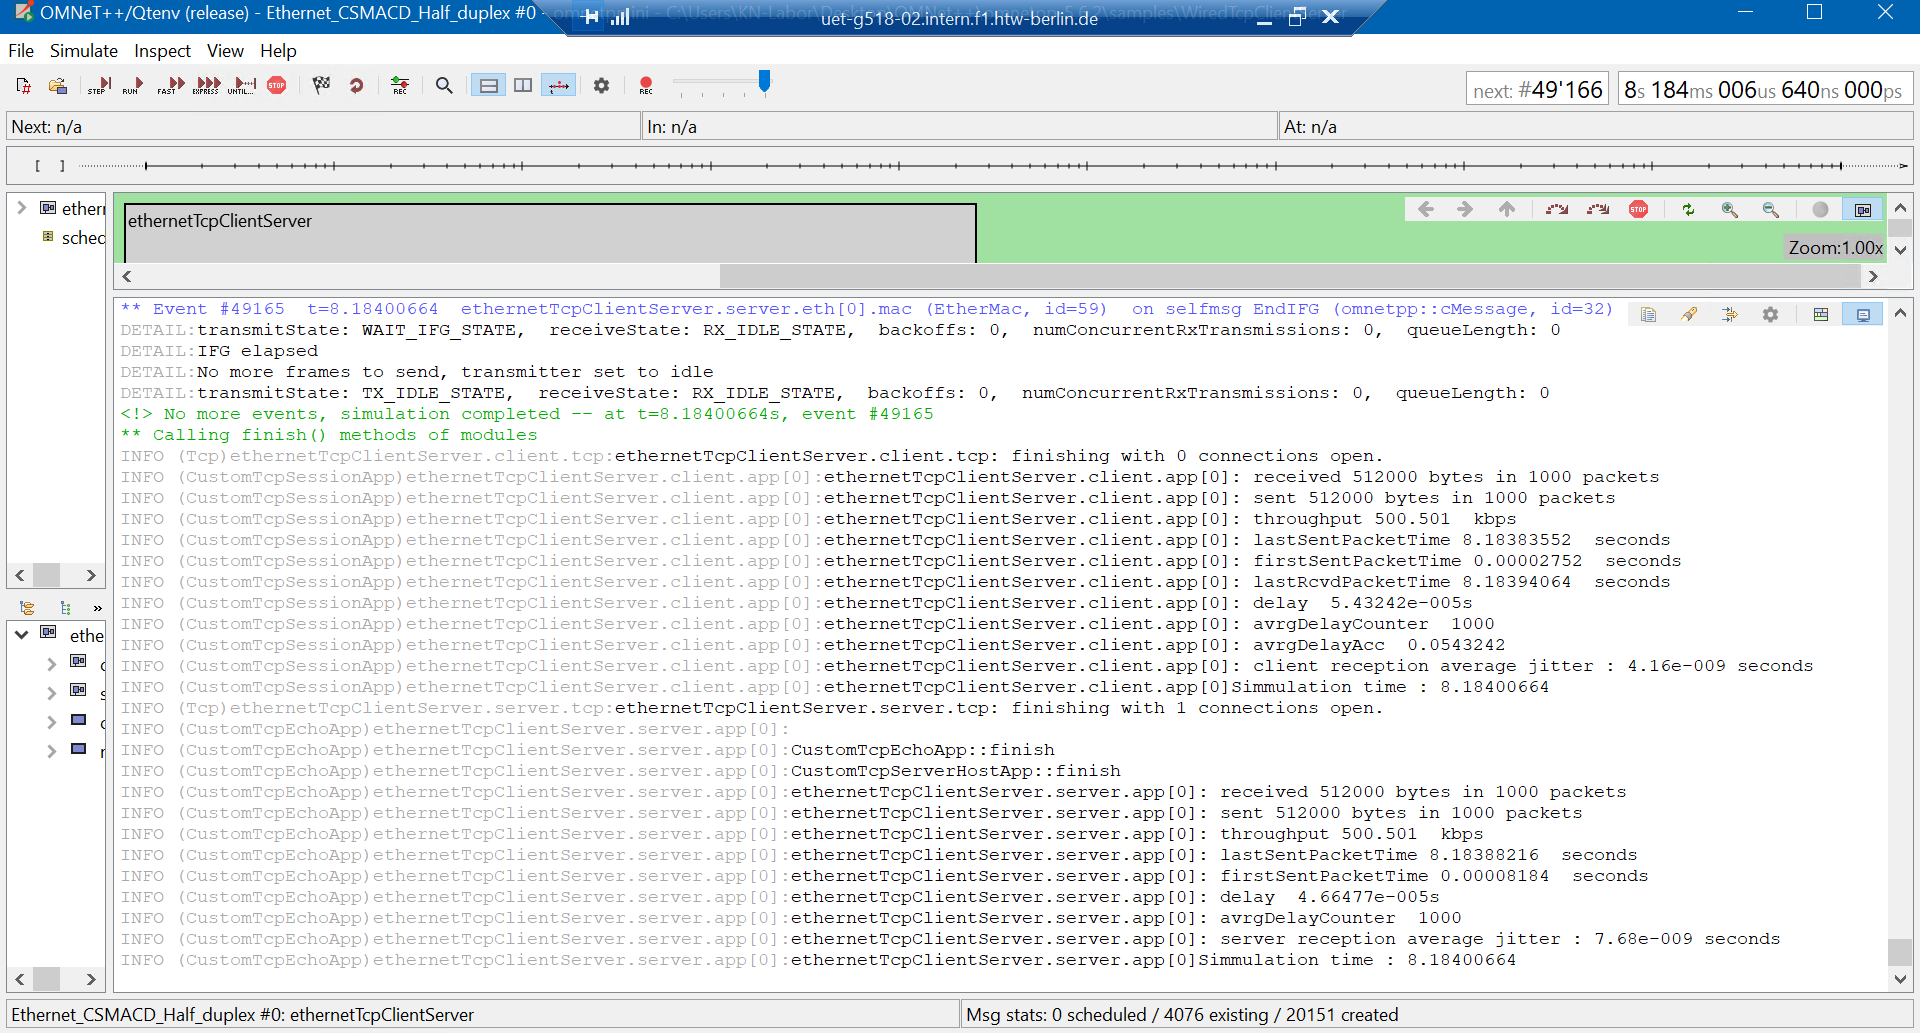 OMNeT++/Qtenv (release) - Ethernet_CSMACD_Half_duplex #0 -
uet-g518-02.intern.f1.htw-berlin.de
File Simulate Inspect View Help
STEP RUN FAST EXPRESS UNTIL... STOP REC REC
next: #49'166 8s 184ms 006us 640ns 000ps
Next: n/a In: n/a At: n/a
[ ]
ethern
sched
ethernetTcpClientServer
STOP
Zoom:1.00x
** Event #49165 t=8.18400664 ethernetTcpClientServer.server.eth[0].mac (EtherMac, id=59) on selfmsg EndIFG (omnetpp::cMessage, id=32)
DETAIL:transmitState: WAIT_IFG_STATE, receiveState: RX_IDLE_STATE, backoffs: 0, numConcurrentRxTransmissions: 0, queueLength: 0
DETAIL:IFG elapsed
DETAIL:No more frames to send, transmitter set to idle
DETAIL:transmitState: TX_IDLE_STATE, receiveState: RX_IDLE_STATE, backoffs: 0, numConcurrentRxTransmissions: 0, queueLength: 0
<!> No more events, simulation completed -- at t=8.18400664s, event #49165
** Calling finish() methods of modules
INFO (Tcp)ethernetTcpClientServer.client.tcp:ethernetTcpClientServer.client.tcp: finishing with 0 connections open.
INFO (CustomTcpSessionApp)ethernetTcpClientServer.client.app[0]:ethernetTcpClientServer.client.app[0]: received 512000 bytes in 1000 packets
INFO (CustomTcpSessionApp)ethernetTcpClientServer.client.app[0]:ethernetTcpClientServer.client.app[0]: sent 512000 bytes in 1000 packets
INFO (CustomTcpSessionApp)ethernetTcpClientServer.client.app[0]:ethernetTcpClientServer.client.app[0]: throughput 500.501 kbps
INFO (CustomTcpSessionApp)ethernetTcpClientServer.client.app[0]:ethernetTcpClientServer.client.app[0]: lastSentPacketTime 8.18383552 seconds
INFO (CustomTcpSessionApp)ethernetTcpClientServer.client.app[0]:ethernetTcpClientServer.client.app[0]: firstSentPacketTime 0.00002752 seconds
INFO (CustomTcpSessionApp)ethernetTcpClientServer.client.app[0]:ethernetTcpClientServer.client.app[0]: lastRcvdPacketTime 8.18394064 seconds
INFO (CustomTcpSessionApp)ethernetTcpClientServer.client.app[0]:ethernetTcpClientServer.client.app[0]: delay 5.43242e-005s
INFO (CustomTcpSessionApp)ethernetTcpClientServer.client.app[0]:ethernetTcpClientServer.client.app[0]: avrgDelayCounter 1000
INFO (CustomTcpSessionApp)ethernetTcpClientServer.client.app[0]:ethernetTcpClientServer.client.app[0]: avrgDelayAcc 0.0543242
INFO (CustomTcpSessionApp)ethernetTcpClientServer.client.app[0]:ethernetTcpClientServer.client.app[0]: client reception average jitter : 4.16e-009 seconds
INFO (CustomTcpSessionApp)ethernetTcpClientServer.client.app[0]:ethernetTcpClientServer.client.app[0]Simmulation time : 8.18400664
INFO (Tcp)ethernetTcpClientServer.server.tcp:ethernetTcpClientServer.server.tcp: finishing with 1 connections open.
INFO (CustomTcpEchoApp)ethernetTcpClientServer.server.app[0]:
INFO (CustomTcpEchoApp)ethernetTcpClientServer.server.app[0]:CustomTcpEchoApp::finish
INFO (CustomTcpEchoApp)ethernetTcpClientServer.server.app[0]:CustomTcpServerHostApp::finish
INFO (CustomTcpEchoApp)ethernetTcpClientServer.server.app[0]:ethernetTcpClientServer.server.app[0]: received 512000 bytes in 1000 packets
INFO (CustomTcpEchoApp)ethernetTcpClientServer.server.app[0]:ethernetTcpClientServer.server.app[0]: sent 512000 bytes in 1000 packets
INFO (CustomTcpEchoApp)ethernetTcpClientServer.server.app[0]:ethernetTcpClientServer.server.app[0]: throughput 500.501 kbps
INFO (CustomTcpEchoApp)ethernetTcpClientServer.server.app[0]:ethernetTcpClientServer.server.app[0]: lastSentPacketTime 8.18388216 seconds
INFO (CustomTcpEchoApp)ethernetTcpClientServer.server.app[0]:ethernetTcpClientServer.server.app[0]: firstSentPacketTime 0.00008184 seconds
INFO (CustomTcpEchoApp)ethernetTcpClientServer.server.app[0]:ethernetTcpClientServer.server.app[0]: delay 4.66477e-005s
INFO (CustomTcpEchoApp)ethernetTcpClientServer.server.app[0]:ethernetTcpClientServer.server.app[0]: avrgDelayCounter 1000
INFO (CustomTcpEchoApp)ethernetTcpClientServer.server.app[0]:ethernetTcpClientServer.server.app[0]: server reception average jitter : 7.68e-009 seconds
INFO (CustomTcpEchoApp)ethernetTcpClientServer.server.app[0]:ethernetTcpClientServer.server.app[0]Simmulation time : 8.18400664
»
ethe
Ethernet_CSMACD_Half_duplex #0: ethernetTcpClientServer
Msg stats: 0 scheduled / 4076 existing / 20151 created